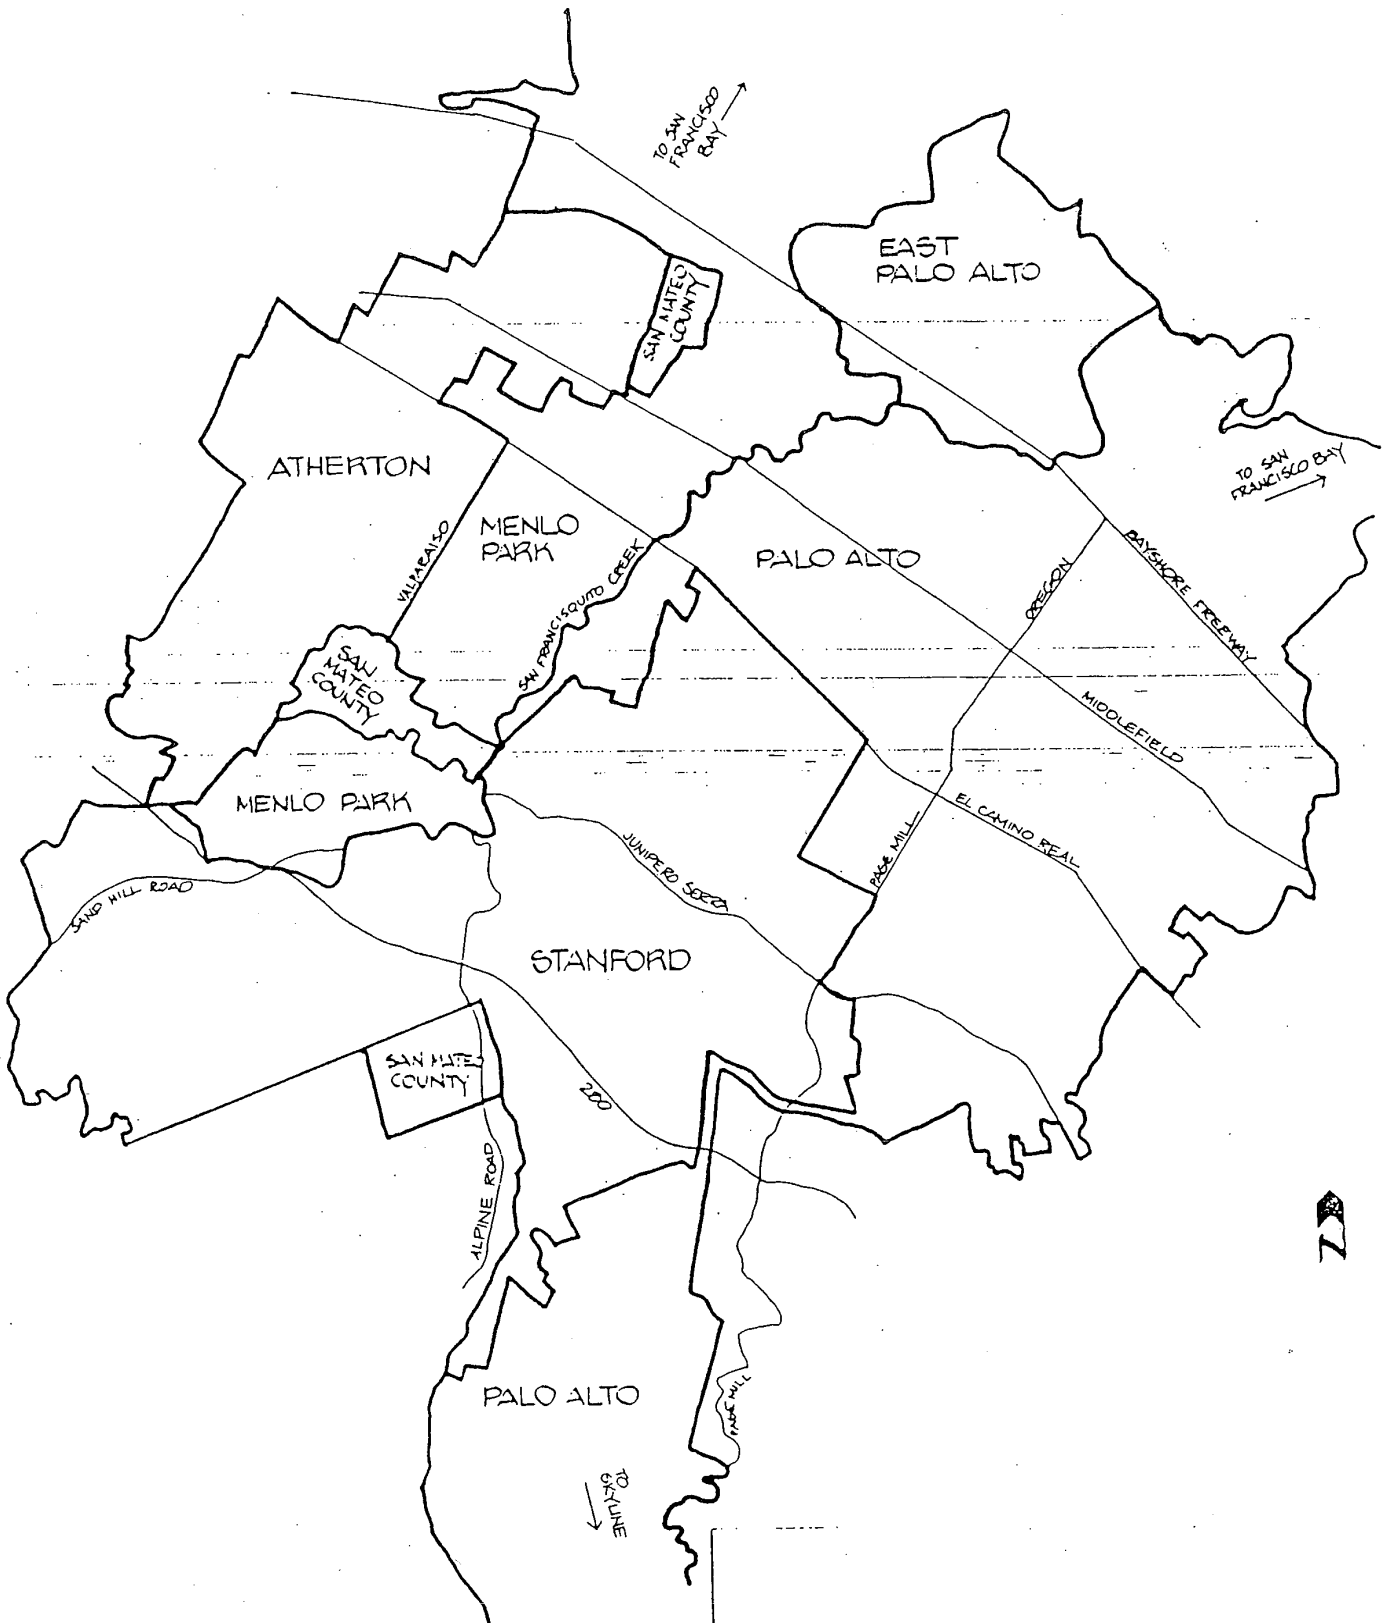 TO SAN
FRANCISCO
BAY
EAST
PALO ALTO
SAN MATEO
COUNTY
ATHERTON
TO SAN
FRANCISCO BAY
MENLO
PARK
VALPARAISO
SAN FRANCISQUITO CREEK
PALO ALTO
OREGON
BAYSHORE FREEWAY
SAN
MATEO
COUNTY
MIDDLEFIELD
MENLO PARK
EL CAMINO REAL
PAGE MILL
JUNIPERO SERRA
SAND HILL ROAD
STANFORD
SAN MATEO
COUNTY
280
ALPINE ROAD
PALO ALTO
PAGE MILL
TO
SKYLINE
N